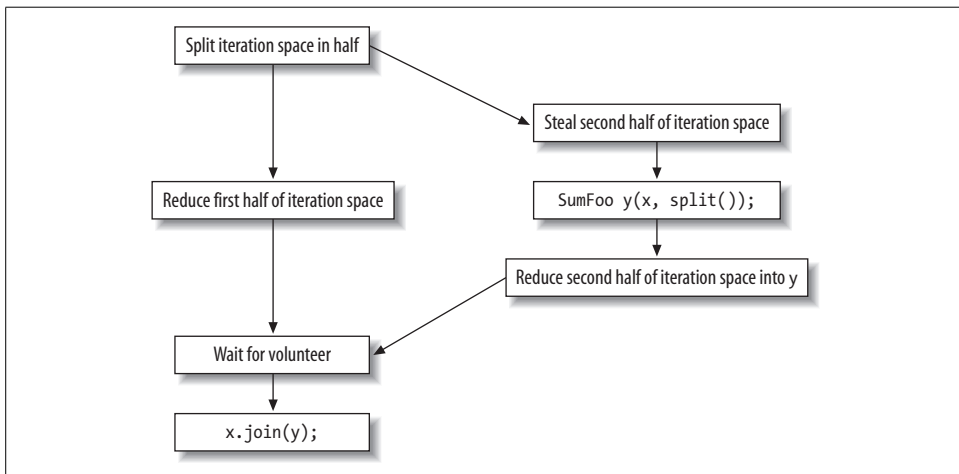 Split iteration space in half
Steal second half of iteration space
Reduce first half of iteration space
SumFoo y(x, split());
Reduce second half of iteration space into y
Wait for volunteer
x.join(y);